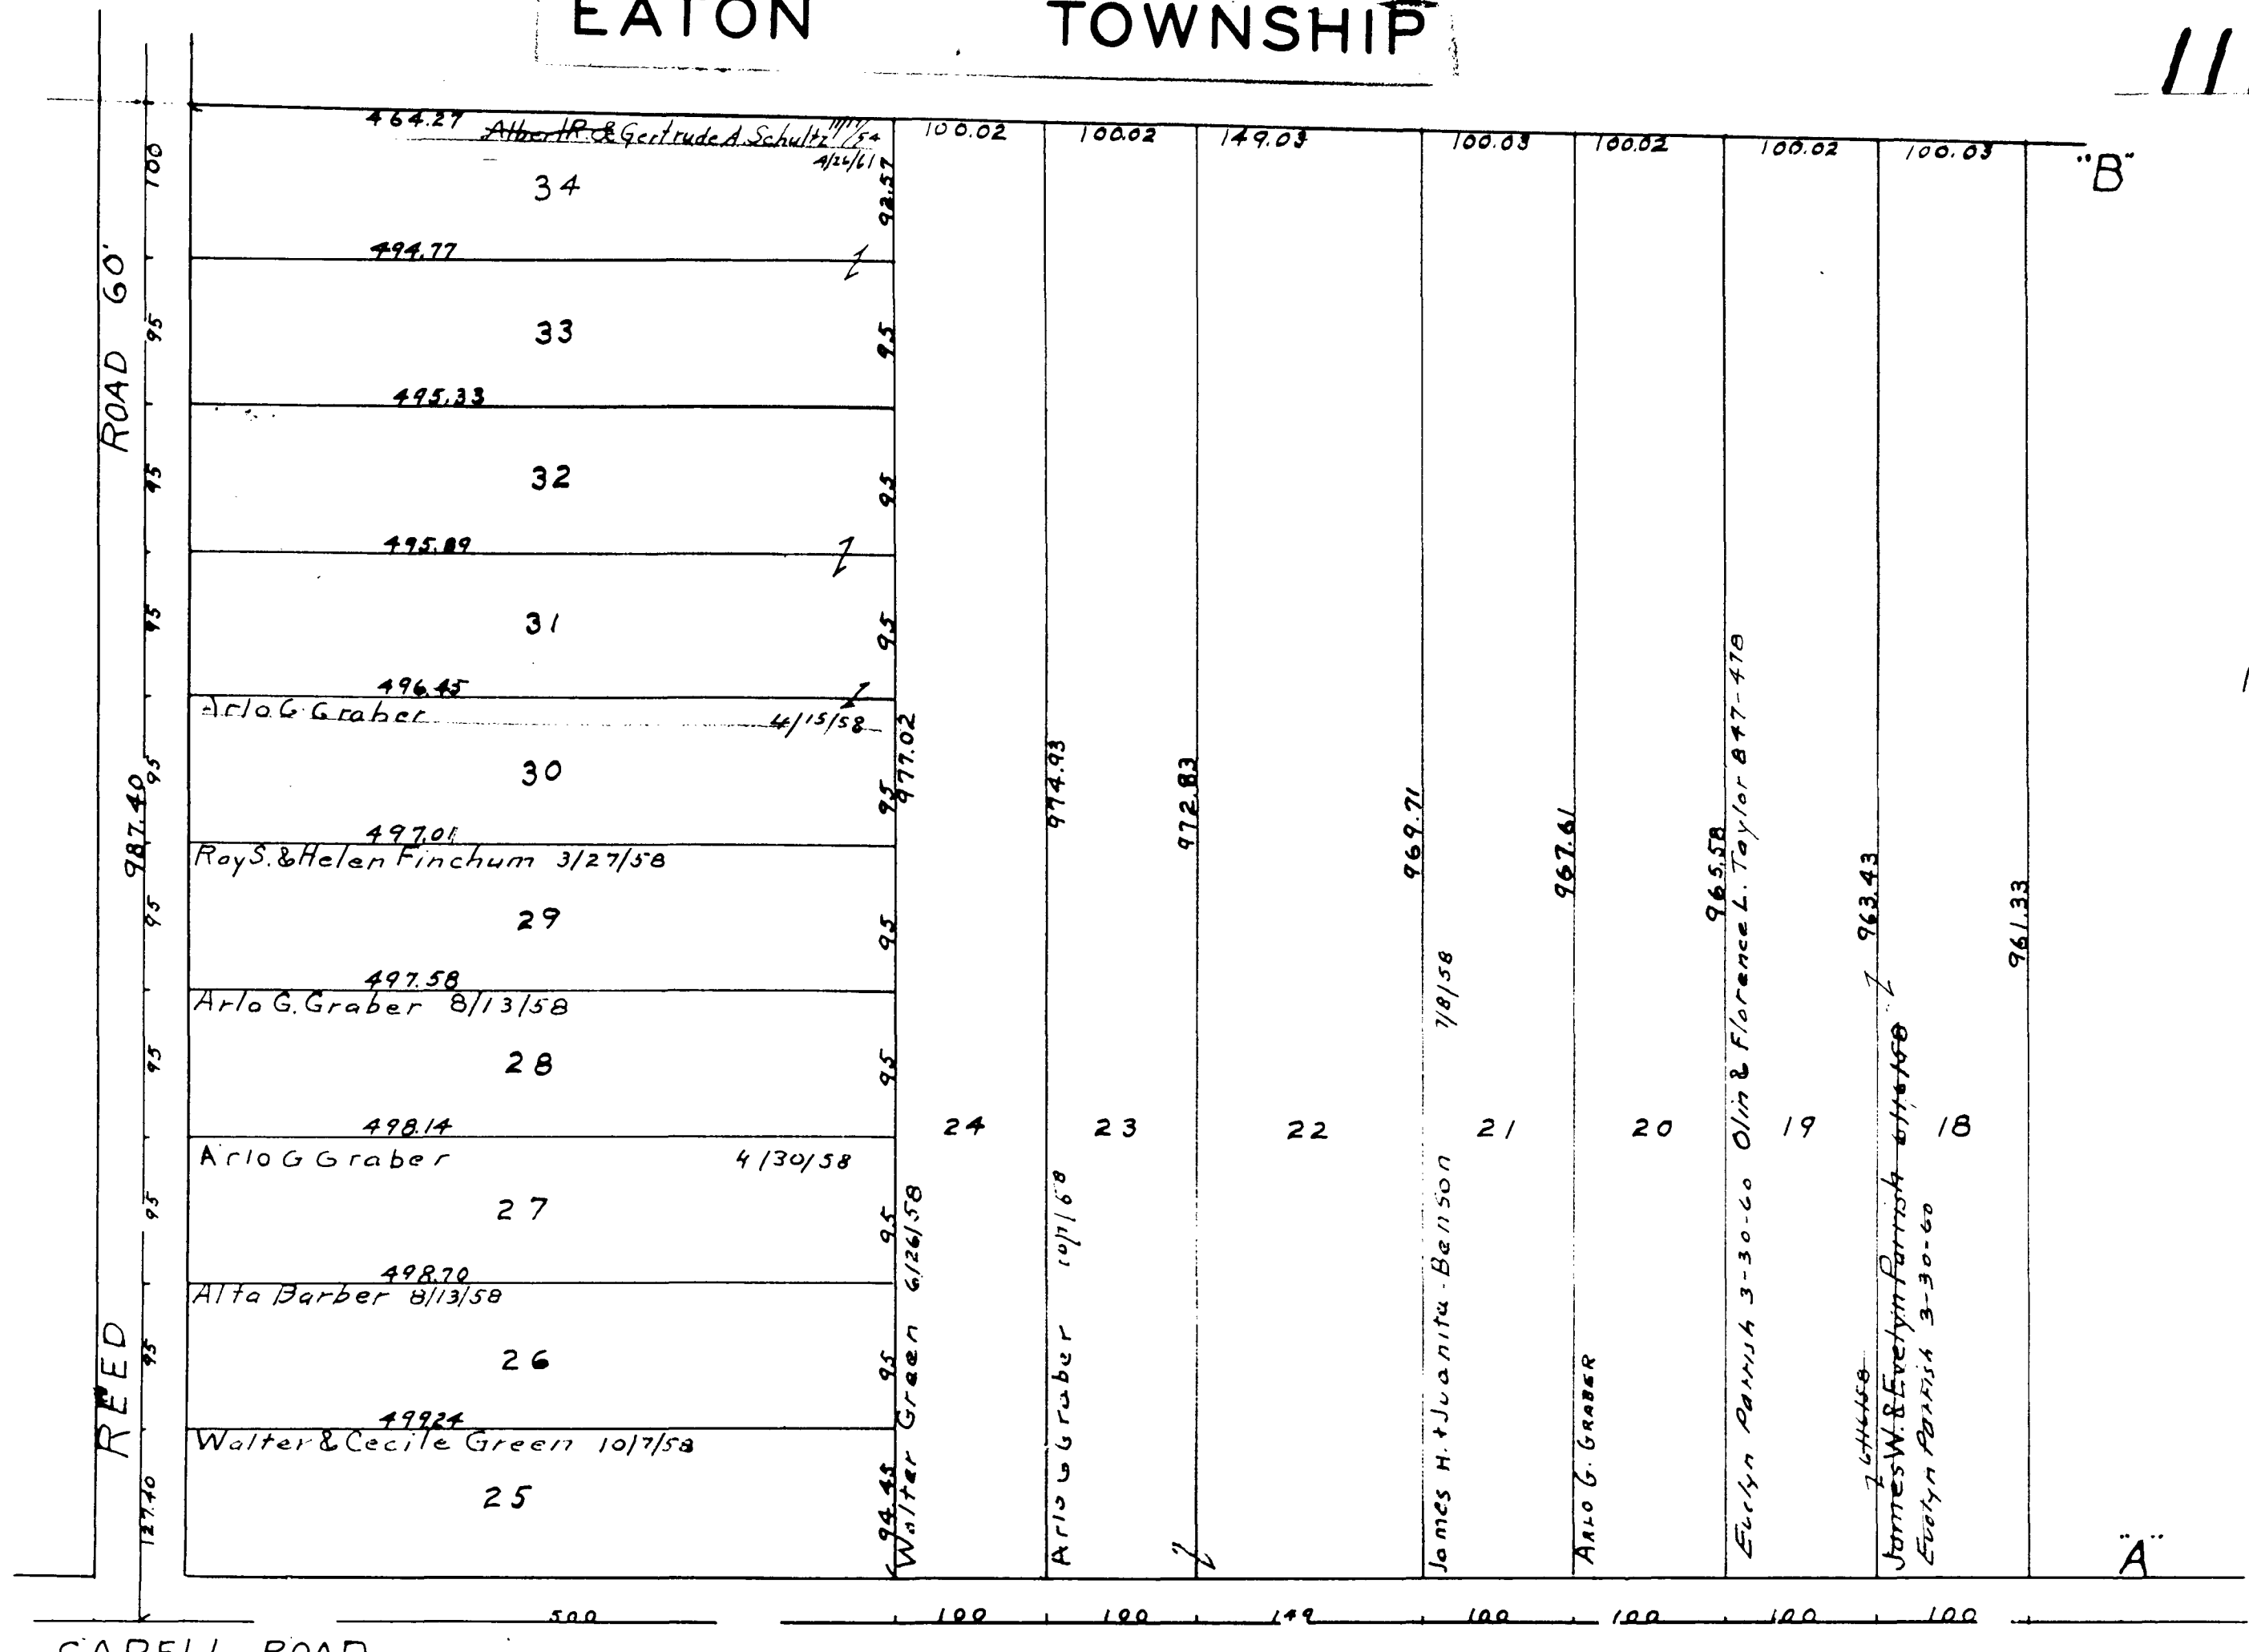 EATON TOWNSHIP
11
464.27 Albert R. & Gertrude A. Schultz
4/26/61
100.02 100.02 149.03 100.03 100.02 100.02 100.03
"B"
100
34
92.57
494.77
ROAD 60'
95
33
95
495.33
95
32
95
495.89
95
31
95
496.45
Arlo G. Graber 4/15/58
95
30
95
497.01
Roy S. & Helen Finchum 3/27/58
987.40
95
29
95
497.58
Arlo G. Graber 8/13/58
95
28
95
498.14
Arlo G Graber 4/30/58
95
27
95
498.70
Alta Barber 8/13/58
95
26
95
499.24
Walter & Cecile Green 10/7/58
REED
127.40
25
94.45
977.02
974.93
972.83
969.71
967.61
965.58
963.43
961.33
24 23 22 21 20 19 18
Walter Green 6/26/58
Arlo G Graber
James H. + Juanita Benson 7/8/58
ARLO G. GRABER
Evelyn Parrish 3-30-60 Olin & Florence L. Taylor 847-478
James W. & Evelyn Parrish 6/16/58
6/16/58
Evelyn Parrish 3-30-60
"A"
500 100 100 149 100 100 100 100
ROAD